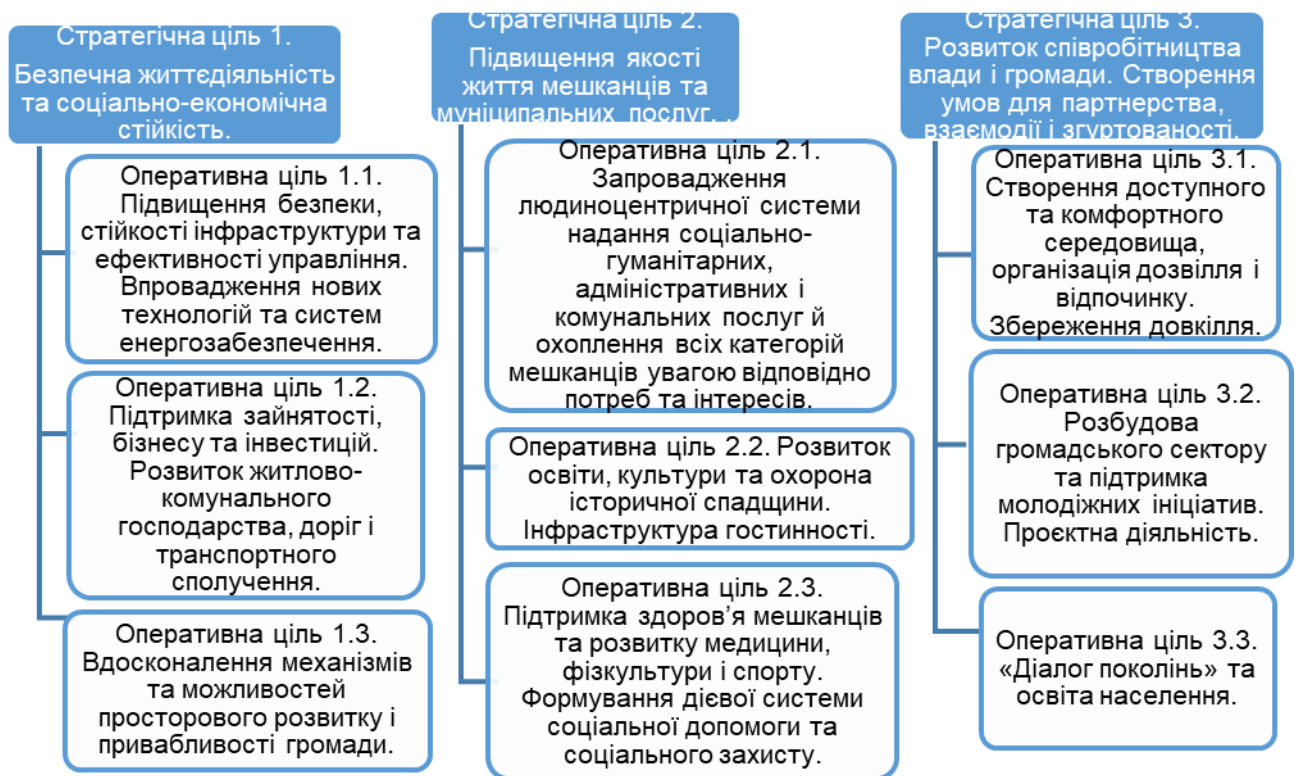 Стратегічна ціль 1.
Безпечна життєдіяльність
та соціально-економічна
стійкість.
Оперативна ціль 1.1.
Підвищення безпеки,
стійкості інфраструктури та
ефективності управління.
Впровадження нових
технологій та систем
енергозабезпечення.
Оперативна ціль 1.2.
Підтримка зайнятості,
бізнесу та інвестицій.
Розвиток житлово-
комунального
господарства, доріг і
транспортного
сполучення.
Оперативна ціль 1.3.
Вдосконалення механізмів
та можливостей
просторового розвитку і
привабливості громади.
Стратегічна ціль 2.
Підвищення якості
життя мешканців та
муніципальних послуг. .
Оперативна ціль 2.1.
Запровадження
людиноцентричної системи
надання соціально-
гуманітарних,
адміністративних і
комунальних послуг й
охоплення всіх категорій
мешканців увагою відповідно
потреб та інтересів.
Оперативна ціль 2.2. Розвиток
освіти, культури та охорона
історичної спадщини.
Інфраструктура гостинності.
Оперативна ціль 2.3.
Підтримка здоров’я мешканців
та розвитку медицини,
фізкультури і спорту.
Формування дієвої системи
соціальної допомоги та
соціального захисту.
Стратегічна ціль 3.
Розвиток співробітництва
влади і громади. Створення
умов для партнерства,
взаємодії і згуртованості.
Оперативна ціль 3.1.
Створення доступного
та комфортного
середовища,
організація дозвілля і
відпочинку.
Збереження довкілля.
Оперативна ціль 3.2.
Розбудова
громадського сектору
та підтримка
молодіжних ініціатив.
Проєктна діяльність.
Оперативна ціль 3.3.
«Діалог поколінь» та
освіта населення.